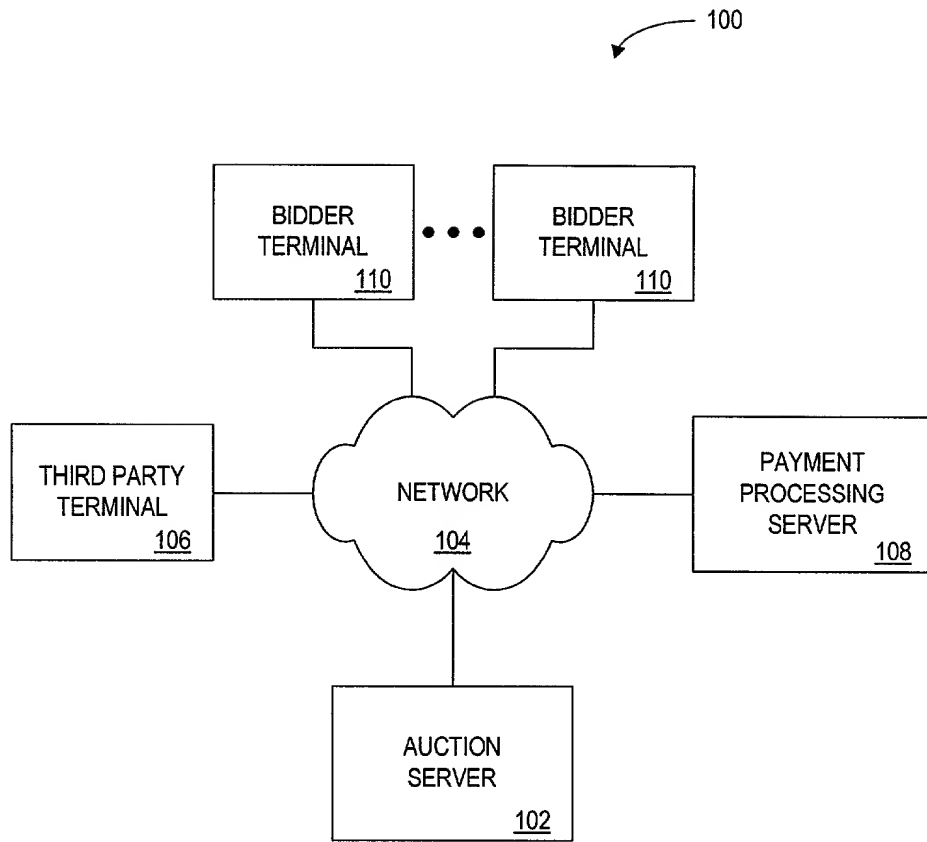 100
BIDDER
TERMINAL
110
BIDDER
TERMINAL
110
THIRD PARTY
TERMINAL
106
NETWORK
104
PAYMENT
PROCESSING
SERVER
108
AUCTION
SERVER
102